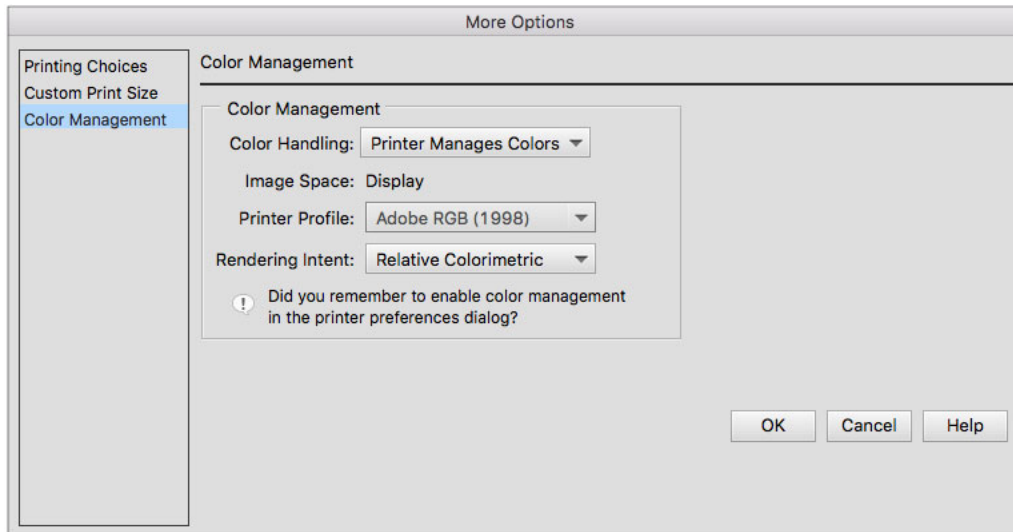 More Options
Printing Choices
Custom Print Size
Color Management
Color Management
Color Management
Color Handling: Printer Manages Colors
Image Space: Display
Printer Profile: Adobe RGB (1998)
Rendering Intent: Relative Colorimetric
! Did you remember to enable color management
in the printer preferences dialog?
OK Cancel Help